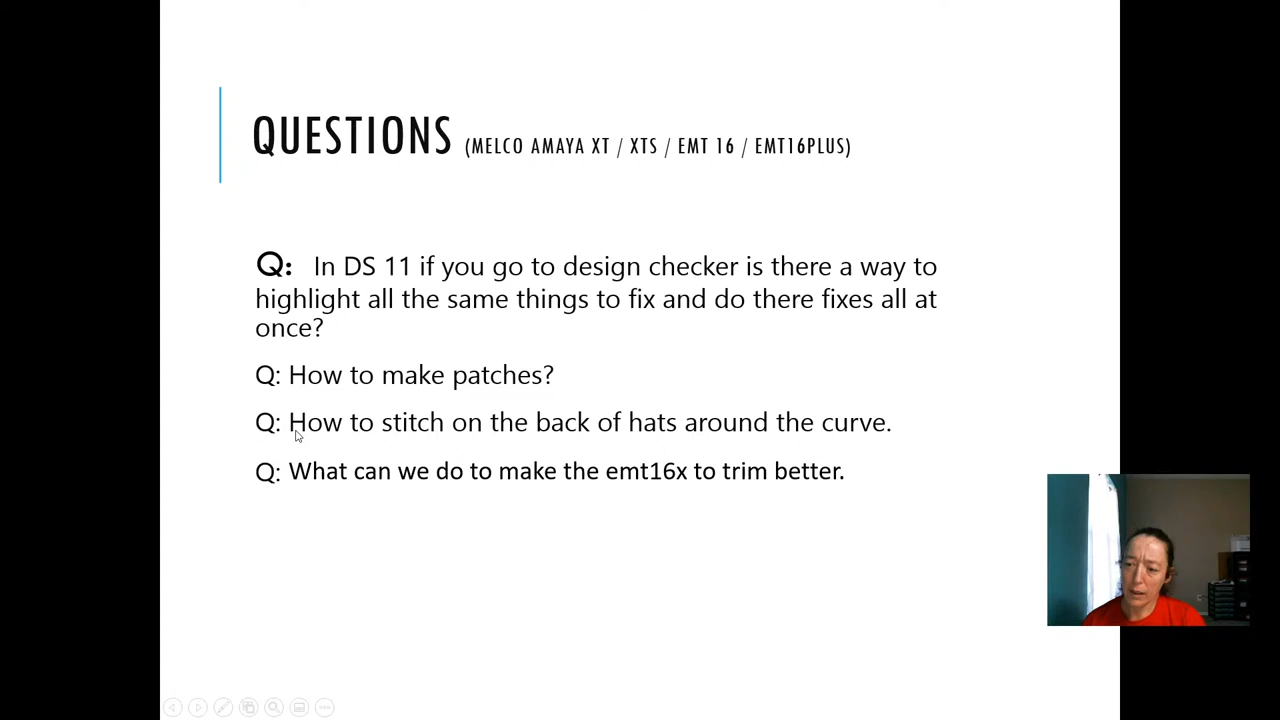 QUESTIONS (MELCO AMAYA XT / XTS / EMT 16 / EMT16PLUS)
Q: In DS 11 if you go to design checker is there a way to
highlight all the same things to fix and do there fixes all at
once?
Q: How to make patches?
Q: How to stitch on the back of hats around the curve.
Q: What can we do to make the emt16x to trim better.